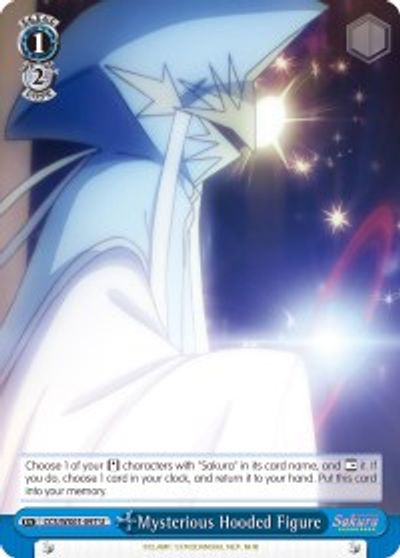 LEVEL
1
2
Choose 1 of your [ ] characters with "Sakura" in its card name, and [ ] it. If
you do, choose 1 card in your clock, and return it to your hand. Put this card
into your memory.
Mysterious Hooded Figure
Sakura